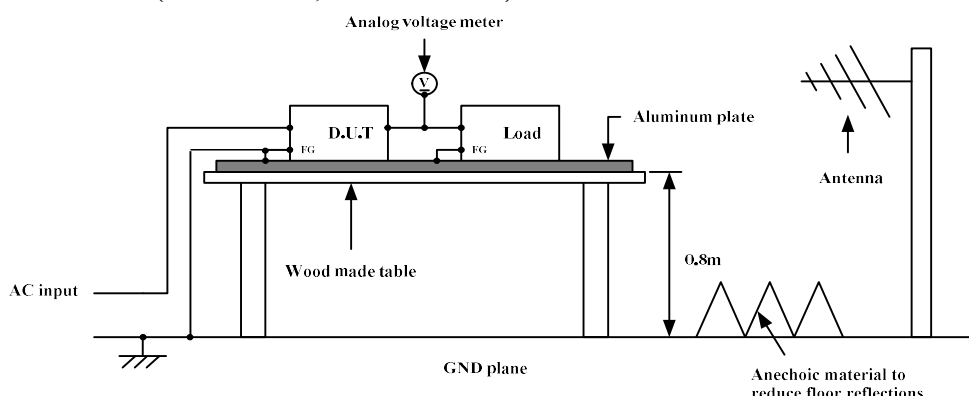 Analog voltage meter
V
D.U.T
Load
FG
FG
Aluminum plate
Antenna
Wood made table
0.8m
AC input
GND plane
Anechoic material to
reduce floor reflections